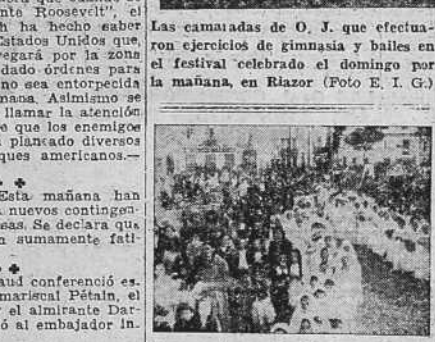 nte Roosevelt", el
h ha hecho saber
Estados Unidos que,
vegará por la zona
dado órdenes para
no sea entorpecida
mana. Asimismo se
llamar la atención
e que los enemigos
planeado diversos
ques americanos.—
Esta mañana han
nuevos contingen-
sas. Se declara que
n sumamente fati-
aud conferenció es-
mariscal Pétain, el
el almirante Dar-
ó al embajador in-
Las camaradas de O. J. que efectua-
ron ejercicios de gimnasia y bailes en
el festival celebrado el domingo por
la mañana, en Riazor (Foto E. I. G.)